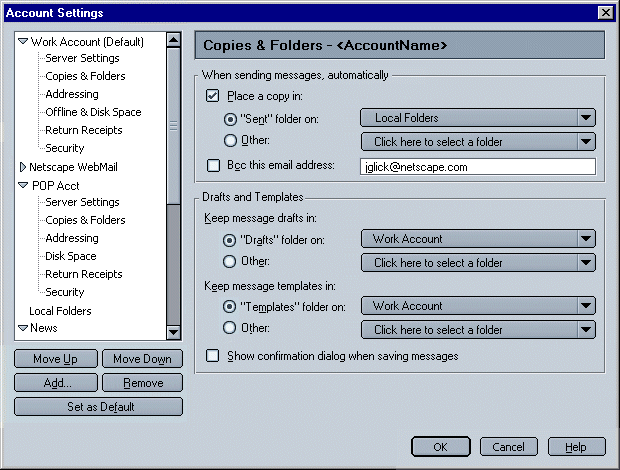 Account Settings
Work Account (Default)
Server Settings
Copies & Folders
Addressing
Offline & Disk Space
Return Receipts
Security
Netscape WebMail
POP Acct
Server Settings
Copies & Folders
Addressing
Disk Space
Return Receipts
Security
Local Folders
News
Move Up
Move Down
Add...
Remove
Set as Default
Copies & Folders - <AccountName>
When sending messages, automatically
Place a copy in:
"Sent" folder on:
Local Folders
Other:
Click here to select a folder
Bcc this email address:
jglick@netscape.com
Drafts and Templates
Keep message drafts in:
"Drafts" folder on:
Work Account
Other:
Click here to select a folder
Keep message templates in:
"Templates" folder on:
Work Account
Other:
Click here to select a folder
Show confirmation dialog when saving messages
OK
Cancel
Help